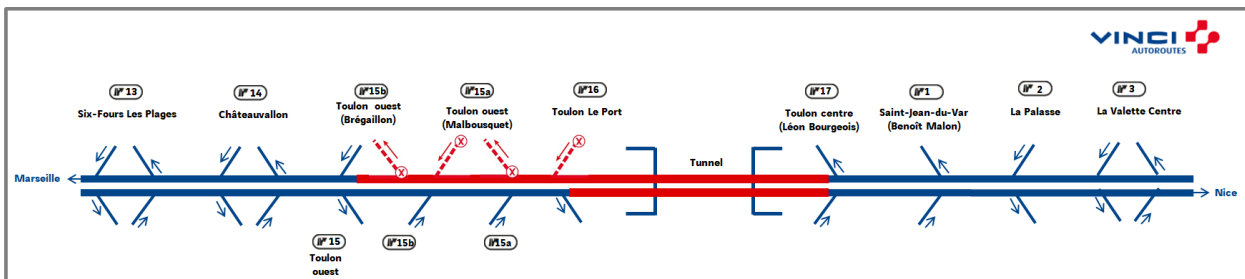 VINCI
AUTOROUTES
n° 13
n° 14
n° 15b
n° 15a
n° 16
n° 17
n° 1
n° 2
n° 3
Six-Fours Les Plages
Châteauvallon
Toulon ouest
(Brégaillon)
Toulon ouest
(Malbousquet)
Toulon Le Port
Toulon centre
(Léon Bourgeois)
Saint-Jean-du-Var
(Benoît Malon)
La Palasse
La Valette Centre
X
X
X
X
Tunnel
Marseille
Nice
n° 15
Toulon
ouest
n° 15b
n° 15a